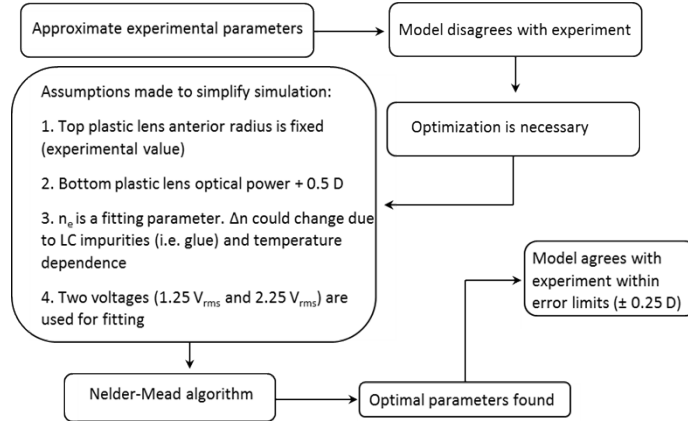 Approximate experimental parameters
Model disagrees with experiment
Optimization is necessary
Assumptions made to simplify simulation:
1. Top plastic lens anterior radius is fixed
(experimental value)
2. Bottom plastic lens optical power + 0.5 D
3. nₑ is a fitting parameter. Δn could change due
to LC impurities (i.e. glue) and temperature
dependence
4. Two voltages (1.25 Vrms and 2.25 Vrms) are
used for fitting
Nelder-Mead algorithm
Optimal parameters found
Model agrees with
experiment within
error limits (± 0.25 D)